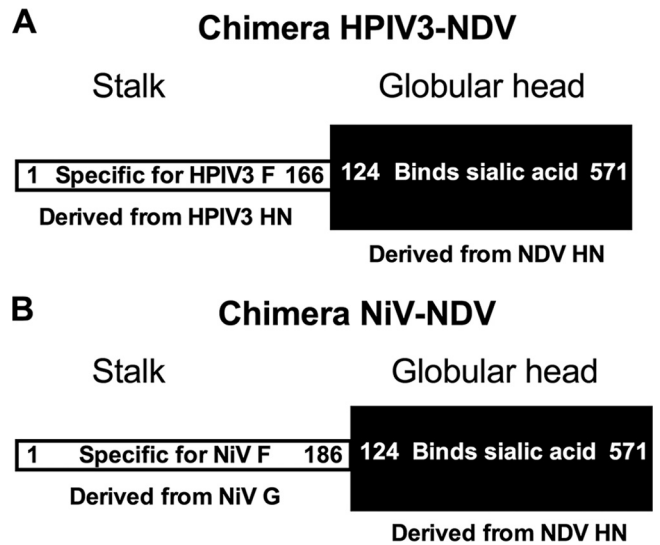 A
Chimera HPIV3-NDV
Stalk Globular head
1 Specific for HPIV3 F 166 124 Binds sialic acid 571
Derived from HPIV3 HN
Derived from NDV HN
B
Chimera NiV-NDV
Stalk Globular head
1 Specific for NiV F 186 124 Binds sialic acid 571
Derived from NiV G
Derived from NDV HN